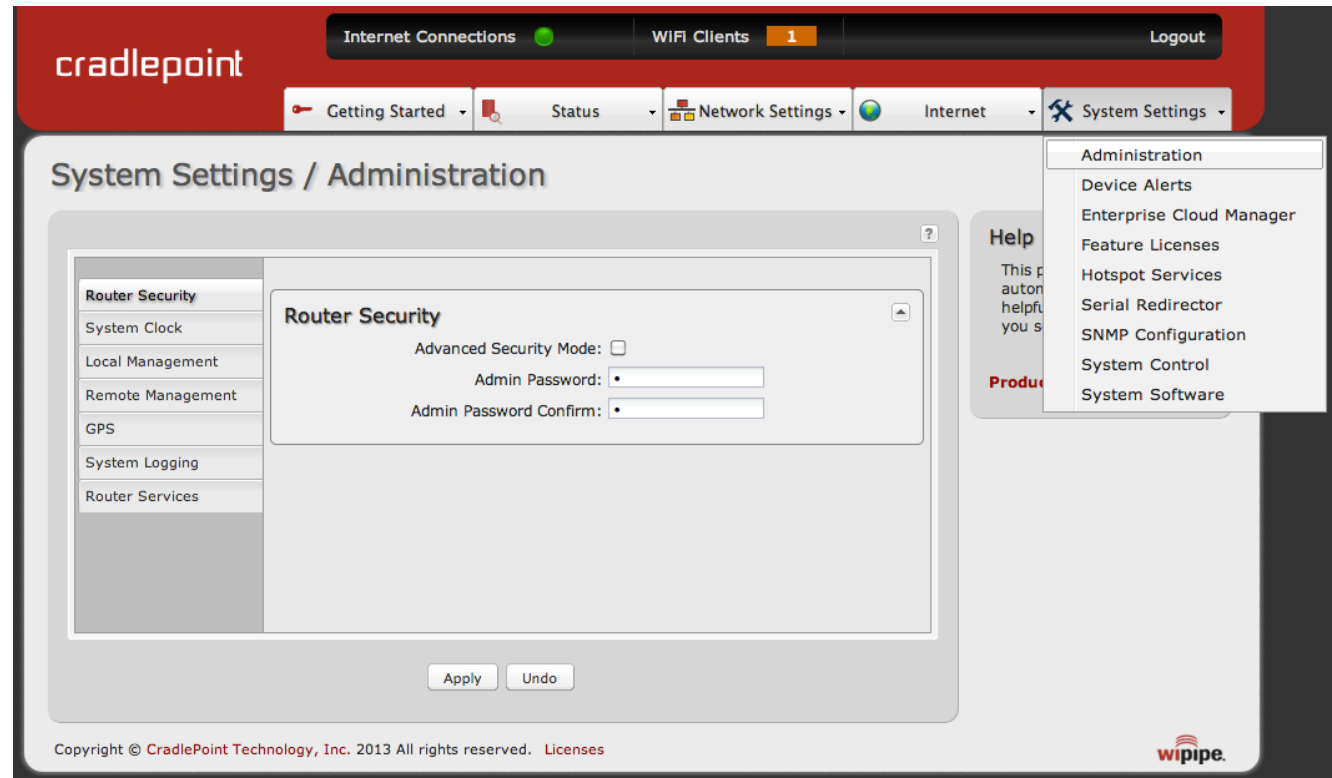 Internet Connections
WiFi Clients 1
Logout
cradlepoint
Getting Started
Status
Network Settings
Internet
System Settings
System Settings / Administration
Administration
Device Alerts
Enterprise Cloud Manager
Feature Licenses
Hotspot Services
Serial Redirector
SNMP Configuration
System Control
System Software
?
Router Security
System Clock
Local Management
Remote Management
GPS
System Logging
Router Services
Router Security
Advanced Security Mode:
Admin Password: •
Admin Password Confirm: •
Help
This
you
Apply
Undo
Copyright © CradlePoint Technology, Inc. 2013 All rights reserved. Licenses
wipipe.